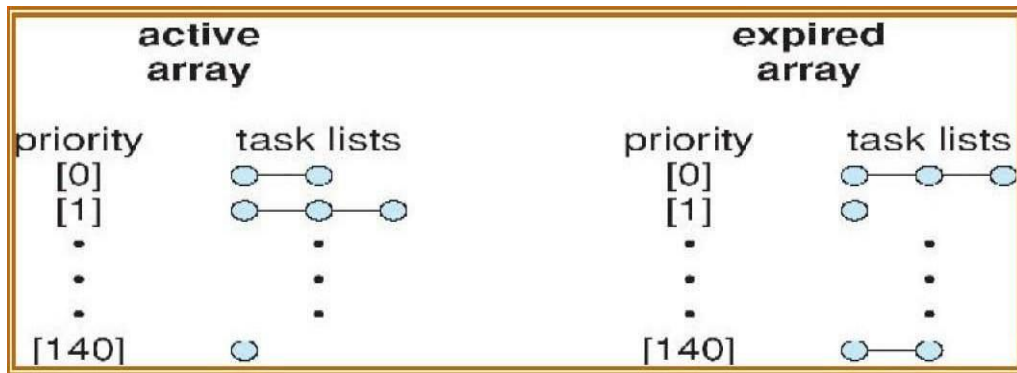 active array
expired array
priority task lists
priority task lists
[0]
[0]
[1]
[1]
[140]
[140]